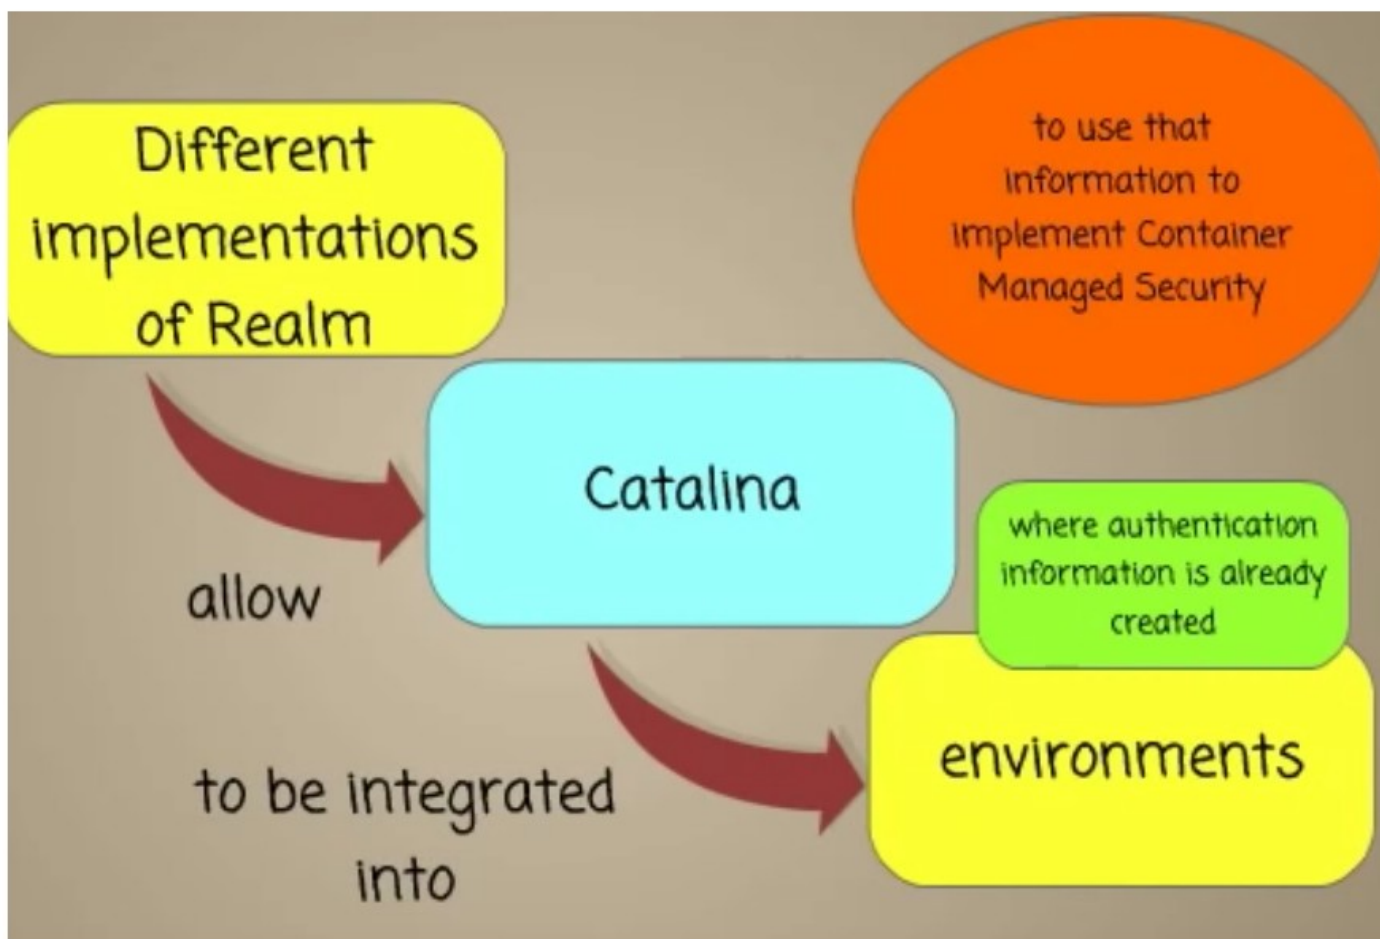 Different
implementations
of Realm
allow
Catalina
to be integrated
into
environments
where authentication
information is already
created
to use that
information to
implement Container
Managed Security